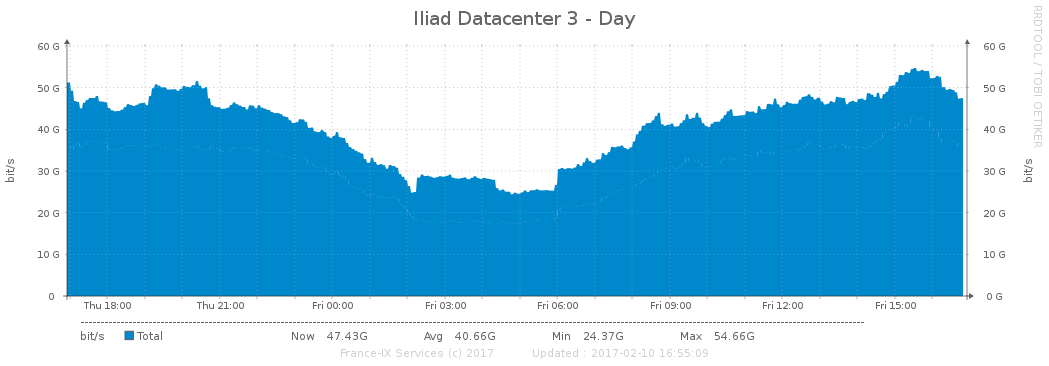 Iliad Datacenter 3 - Day
RRDTOOL / TOBI OETIKER
60 G 60 G
50 G 50 G
40 G 40 G
30 G 30 G
20 G 20 G
10 G 10 G
0 0 G
bit/s bit/s
Thu 18:00 Thu 21:00 Fri 00:00 Fri 03:00 Fri 06:00 Fri 09:00 Fri 12:00 Fri 15:00
bit/s Total Now 47.43G Avg 40.66G Min 24.37G Max 54.66G
France-IX Services (c) 2017 Updated : 2017-02-10 16:55:09